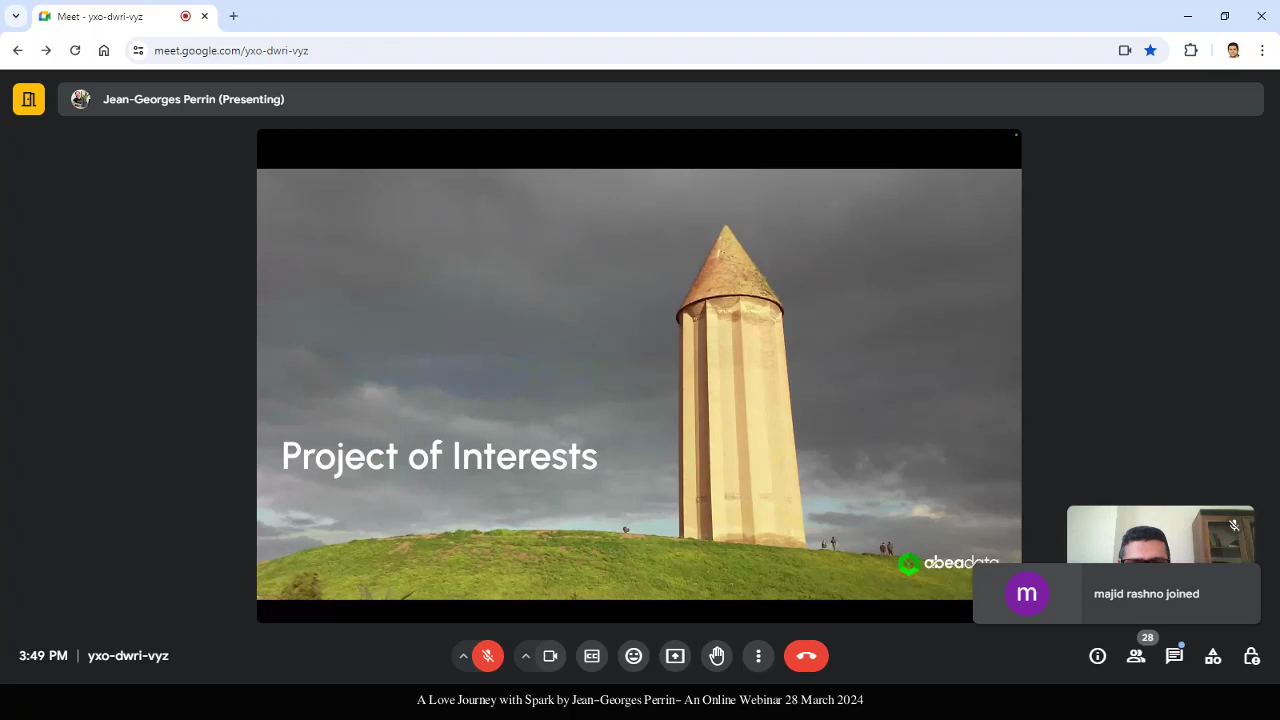 Meet - yxo-dwri-vyz
meet.google.com/yxo-dwri-vyz
Jean-Georges Perrin (Presenting)
Project of Interests
abeadata
m
majid rashno joined
28
3:49 PM | yxo-dwri-vyz
A Love Journey with Spark by Jean-Georges Perrin- An Online Webinar 28 March 2024